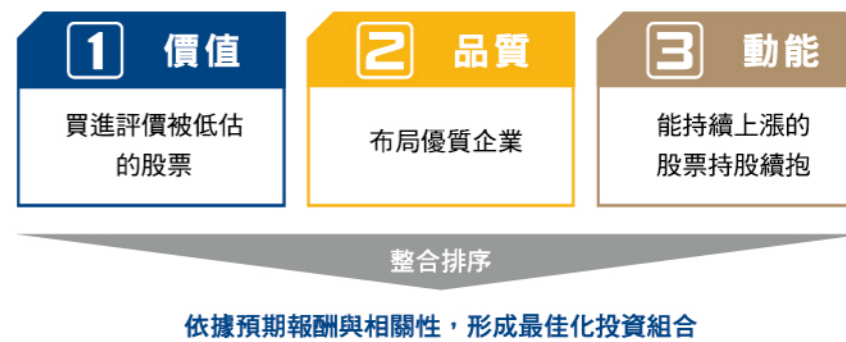 1 價值
買進評價被低估
的股票
2 品質
布局優質企業
3 動能
能持續上漲的
股票持股續抱
整合排序
依據預期報酬與相關性，形成最佳化投資組合